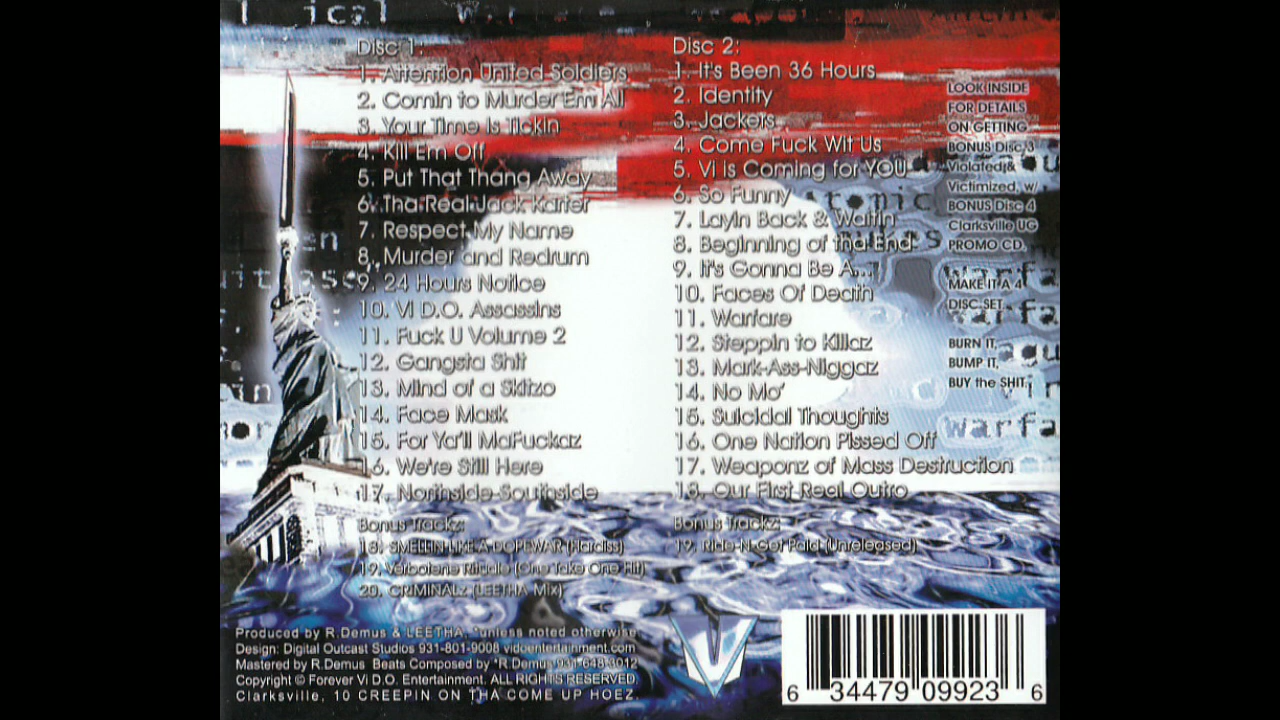 Disc 1:
1. Attention United Soldiers
2. Comin to Murder Em All
3. Your Time is Tickin
4. Kill Em Off
5. Put That Thang Away
6. Tha Real Jack Karter
7. Respect My Name
8. Murder and Redrum
9. 24 Hours Notice
10. Vi D.O. Assassins
11. Fuck U Volume 2
12. Gangsta Shit
13. Mind of a Skitzo
14. Face Mask
15. For Ya'll MaFuckaz
16. We're Still Here
17. Northside-Southside
Bonus Trackz:
18. SMELLIN LIKE A DOPEWAR (Hardiss)
19. Verbotene Rituale (One Take One Hit)
20. CRIMINALz (LEETHA Mix)
Disc 2:
1. It's Been 36 Hours
2. Identity
3. Jackers
4. Come Fuck Wit Us
5. Vi is Coming for YOU
6. So Funny
7. Layin Back & Waitin
8. Beginning of tha End
9. It's Gonna Be A...
10. Faces Of Death
11. Warfare
12. Steppin to Killaz
13. Mark-Ass-Niggaz
14. No Mo'
15. Suicidal Thoughts
16. One Nation Pissed Off
17. Weaponz of Mass Destruction
18. Our First Real Outro
Bonus Trackz:
19. Ride-N-Get Paid (Unreleased)
LOOK INSIDE
FOR DETAILS
ON GETTING
BONUS Disc 3
Violated &
Victimized, w/
BONUS Disc 4
Clarksville UG
PROMO CD.
MAKE IT A 4
DISC SET.
BURN IT,
BUMP IT,
BUY the SHIT.
Produced by R.Demus & LEETHA, *unless noted otherwise.
Design: Digital Outcast Studios 931-801-9008 vidoentertainment.com
Mastered by R.Demus Beats Composed by *R.Demus 931-648-3012
Copyright © Forever Vi D.O. Entertainment. ALL RIGHTS RESERVED.
Clarksville, 10 CREEPIN ON THA COME UP HOEZ.
6 34479 09923 6